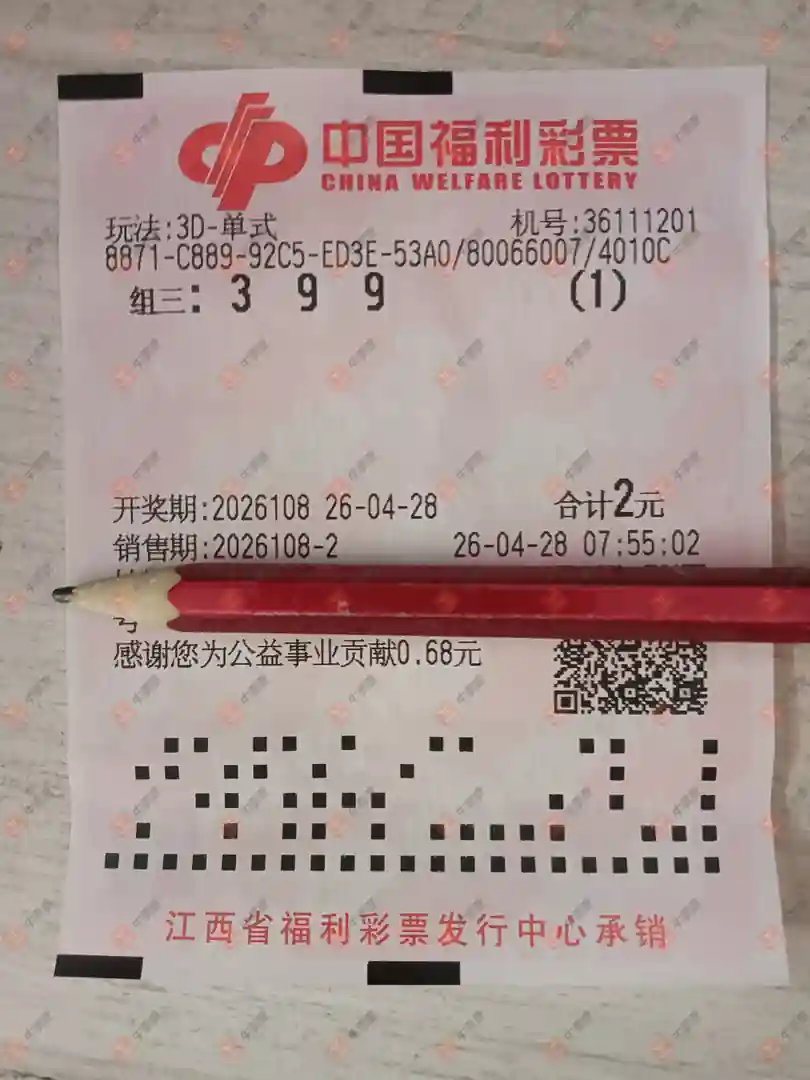 中国福利彩票
CHINA WELFARE LOTTERY
玩法:3D-单式 机号:36111201
8871-C889-92C5-ED3E-53A0/80066007/4010C
组三: 3 9 9 (1)
开奖期:2026108 26-04-28 合计2元
销售期:2026108-2 26-04-28 07:55:02
号
感谢您为公益事业贡献0.68元
江西省福利彩票发行中心承销